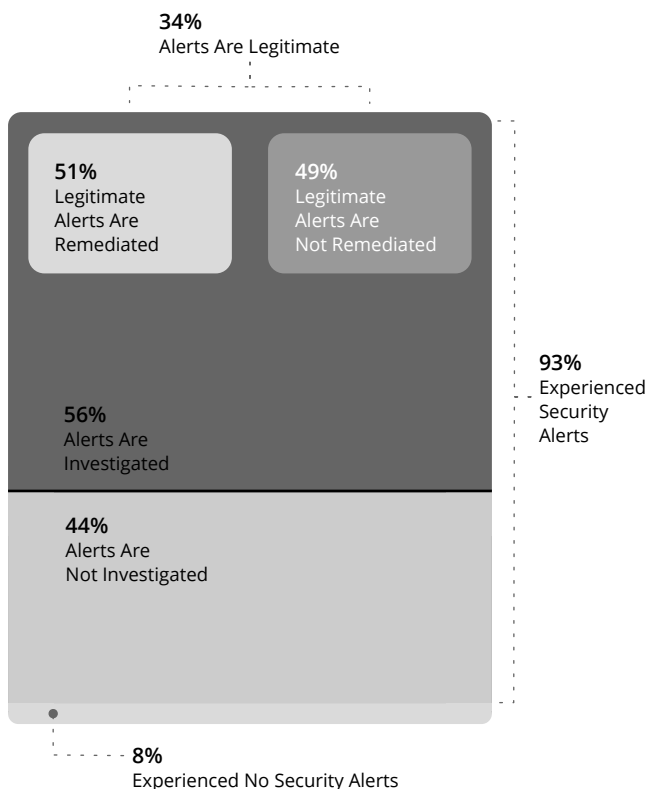 34%
Alerts Are Legitimate
51%
Legitimate
Alerts Are
Remediated
49%
Legitimate
Alerts Are
Not Remediated
93%
Experienced
Security
Alerts
56%
Alerts Are
Investigated
44%
Alerts Are
Not Investigated
8%
Experienced No Security Alerts